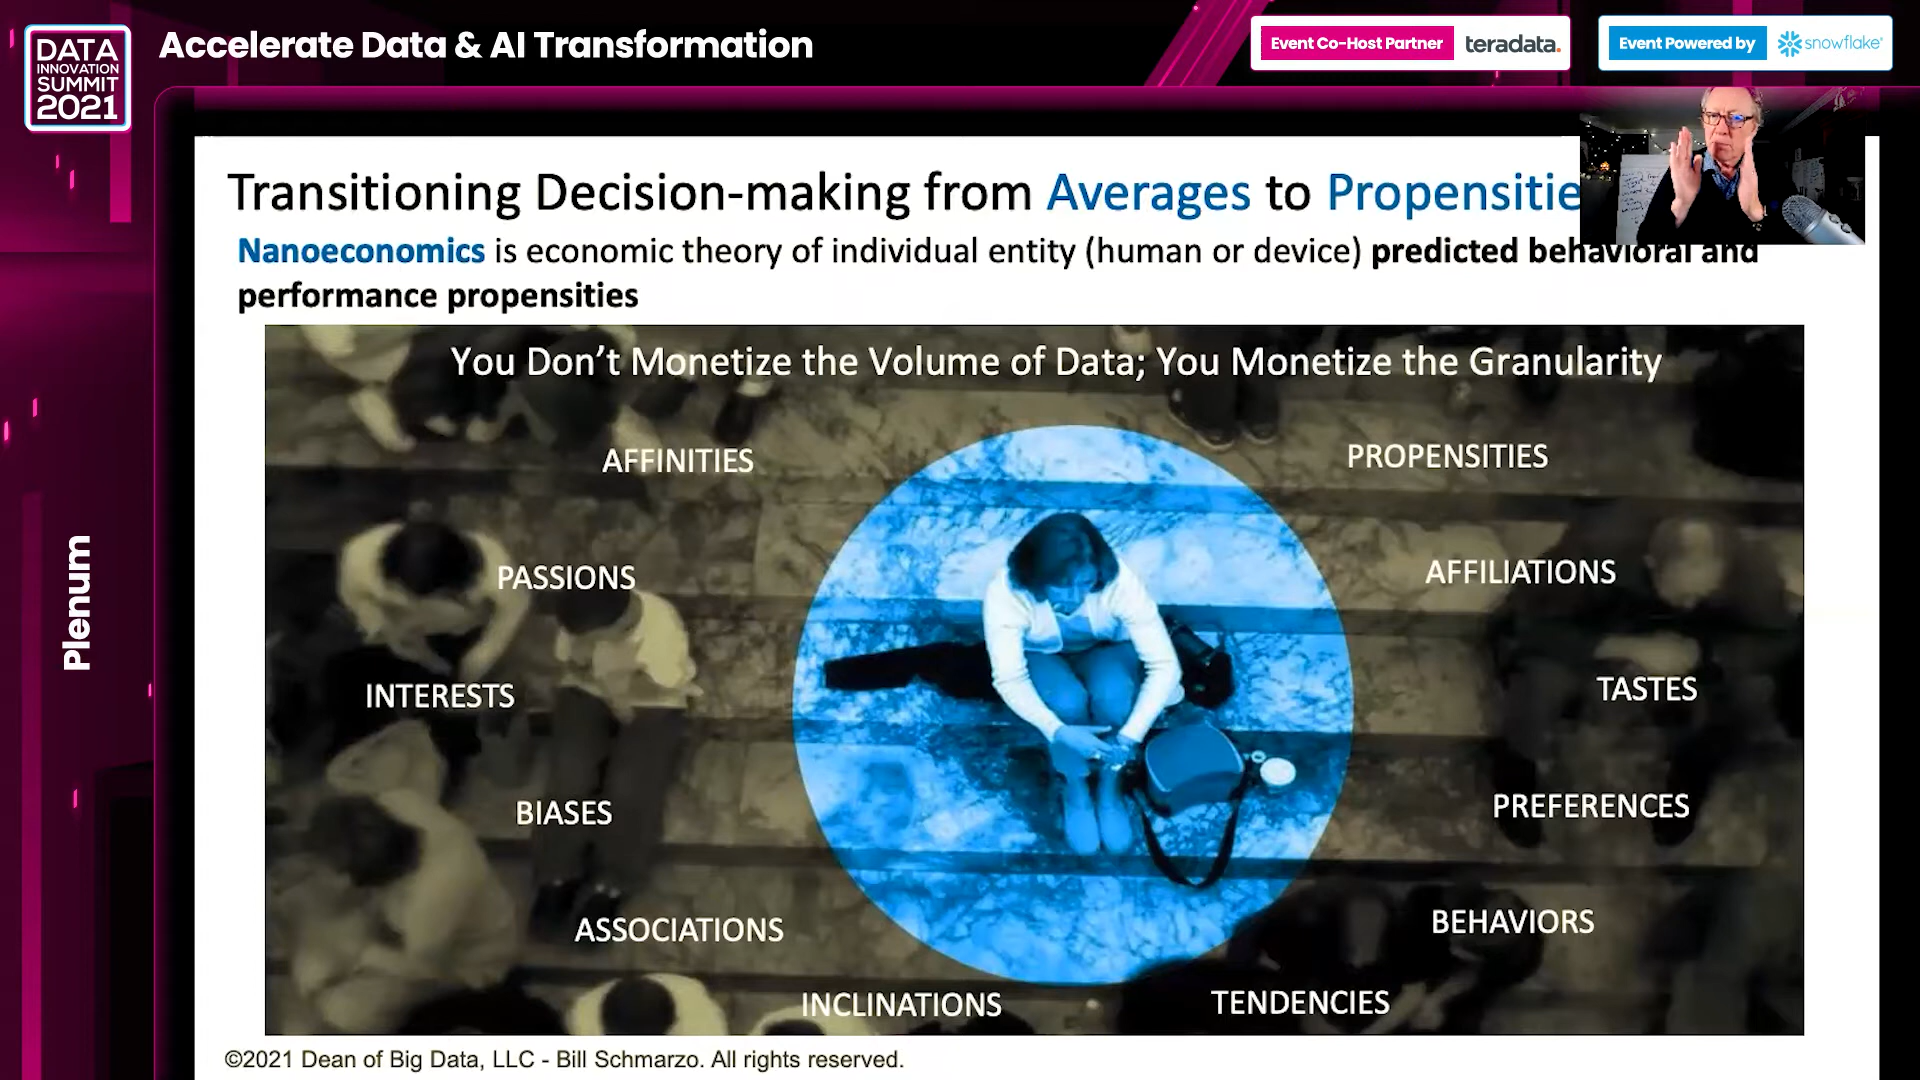 DATA
INNOVATION
SUMMIT
2021
Accelerate Data & AI Transformation
Event Co-Host Partner teradata.
Event Powered by snowflake®
Plenum
Transitioning Decision-making from Averages to Propensitie
Nanoeconomics is economic theory of individual entity (human or device) predicted behavioral and
performance propensities
You Don’t Monetize the Volume of Data; You Monetize the Granularity
AFFINITIES
PROPENSITIES
PASSIONS
AFFILIATIONS
INTERESTS
TASTES
BIASES
PREFERENCES
ASSOCIATIONS
BEHAVIORS
INCLINATIONS
TENDENCIES
©2021 Dean of Big Data, LLC - Bill Schmarzo. All rights reserved.